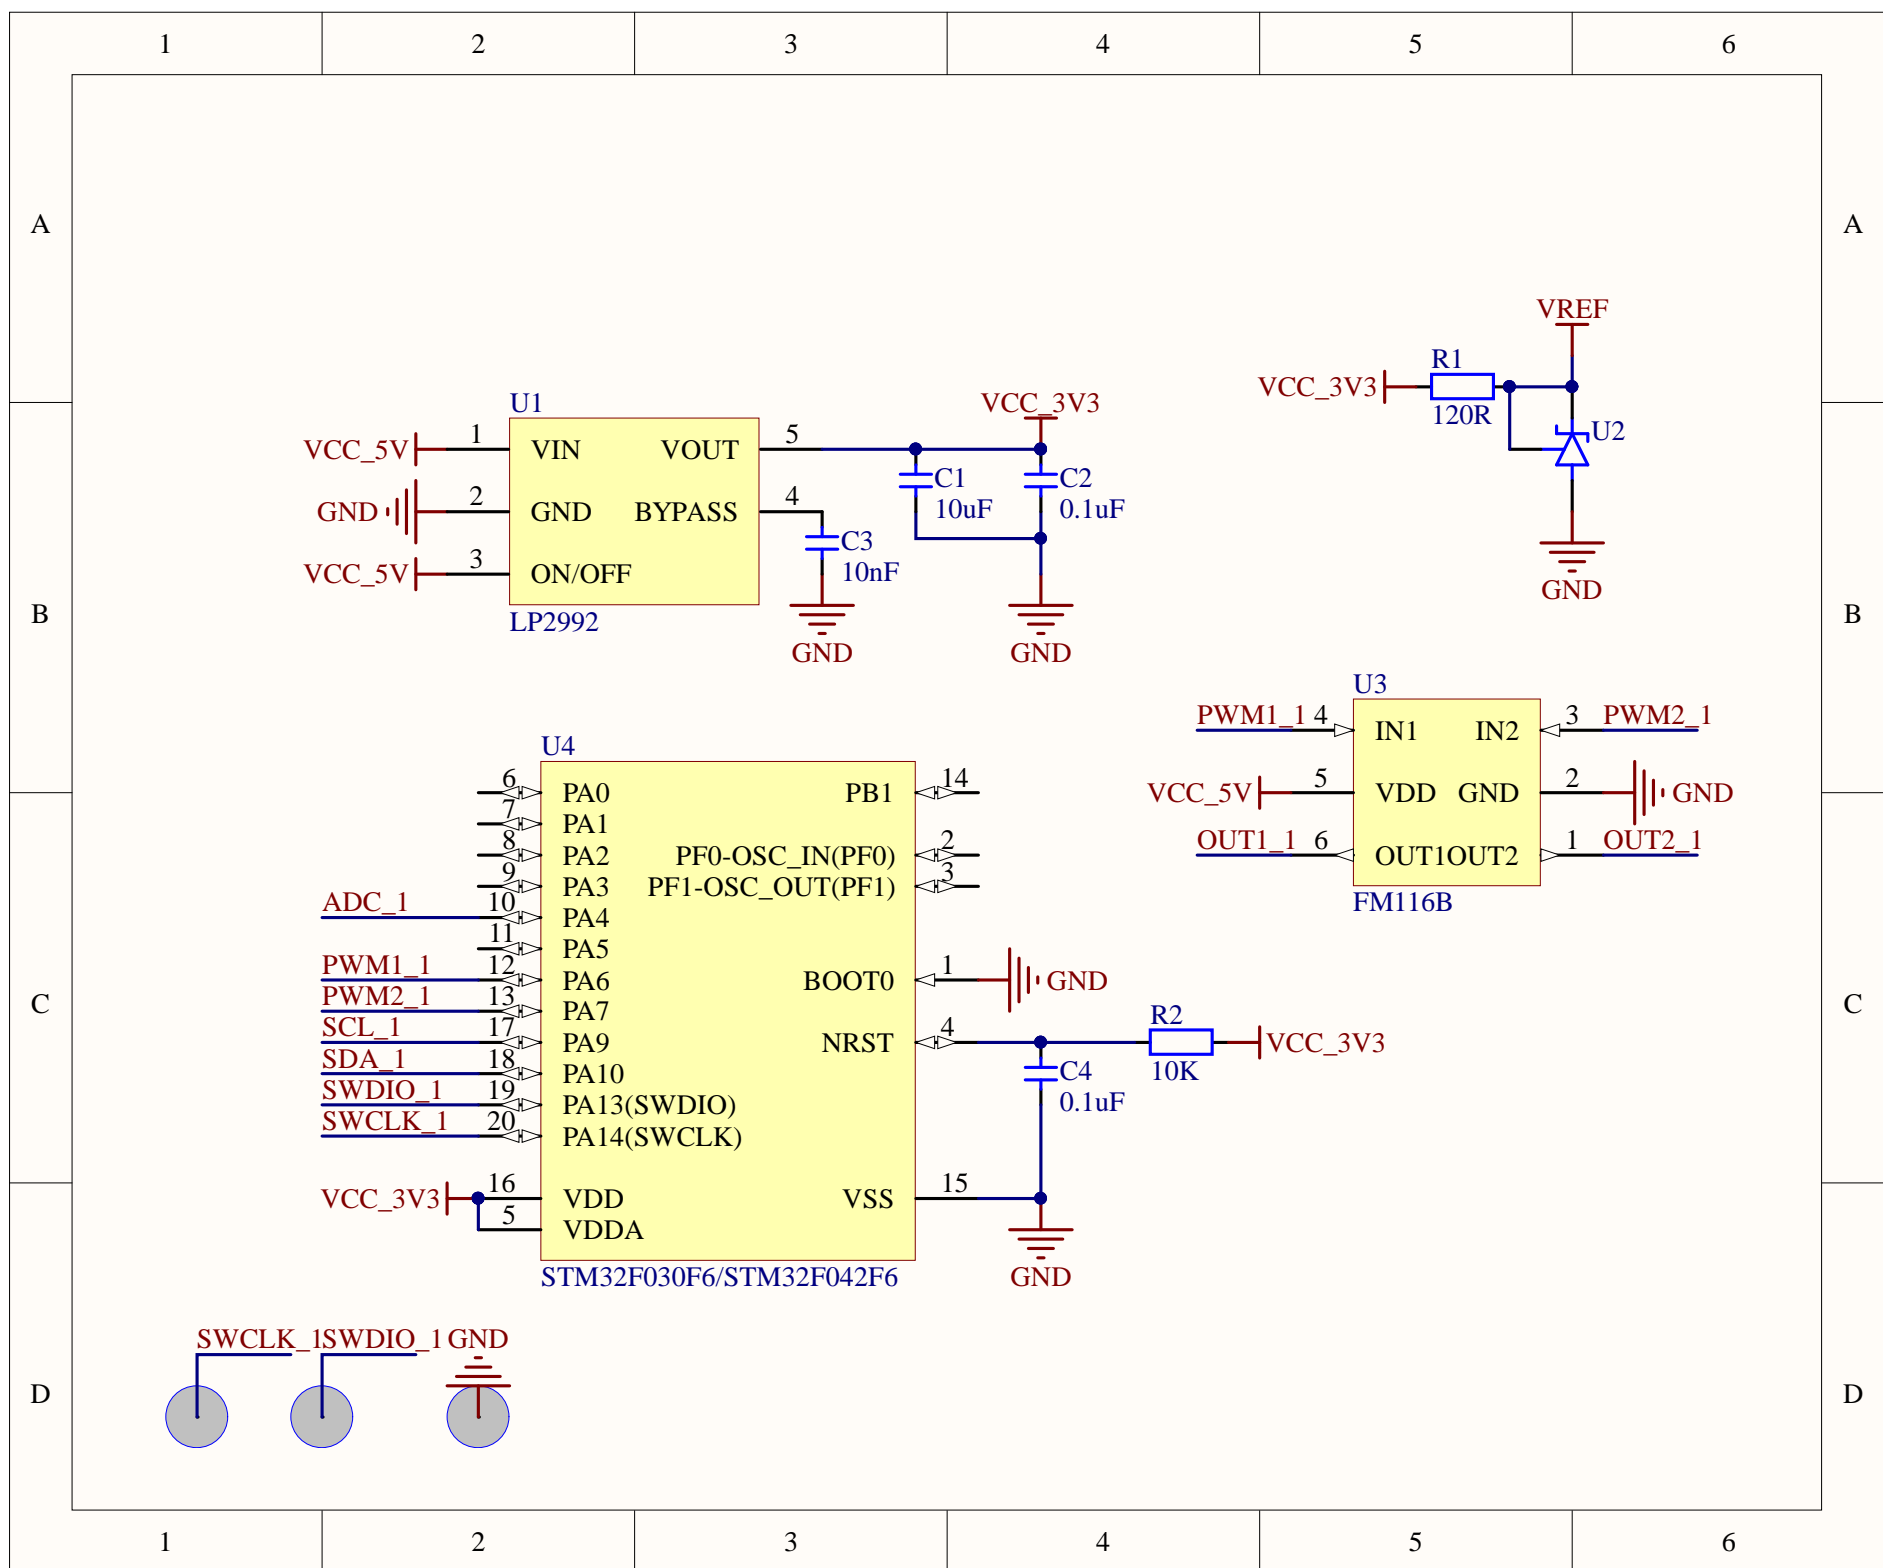 1 2 3 4 5 6
A A
VREF
R1
VCC_3V3
120R
U2
GND
U1
VCC_3V3
VCC_5V 1 VIN VOUT 5
C1 C2
10uF 0.1uF
GND 2 GND BYPASS 4
C3
10nF
VCC_5V 3 ON/OFF
LP2992
GND GND
B B
U3
PWM1_1 4 IN1 IN2 3 PWM2_1
VCC_5V 5 VDD GND 2 GND
OUT1_1 6 OUT1OUT2 1 OUT2_1
FM116B
U4
6 PA0 PB1 14
7 PA1
8 PA2 PF0-OSC_IN(PF0) 2
9 PA3 PF1-OSC_OUT(PF1) 3
ADC_1 10 PA4
11 PA5
PWM1_1 12 PA6 BOOT0 1 GND
PWM2_1 13 PA7
C C
SCL_1 17 PA9 NRST 4
R2
10K
VCC_3V3
SDA_1 18 PA10
C4
0.1uF
SWDIO_1 19 PA13(SWDIO)
SWCLK_1 20 PA14(SWCLK)
VCC_3V3 16 VDD VSS 15
5 VDDA
STM32F030F6/STM32F042F6
GND
SWCLK_1 SWDIO_1 GND
D D
1 2 3 4 5 6